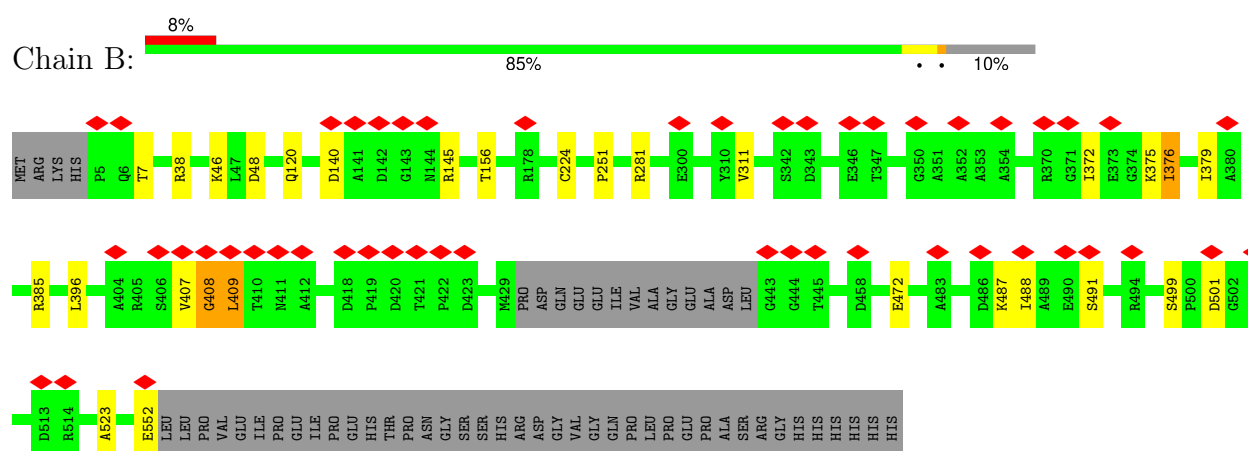 8%
Chain B:
85% • • 10%
MET ARG LYS HIS P5 Q6 T7 R38 K46 L47 D48 Q120 D140 A141 D142 G143 N144 R145 T156 R178 C224 P251 R281 E300 Y310 V311 S342 D343 E346 T347 G350 A351 A352 A353 A354 R370 G371 I372 E373 G374 K375 I376 I379 A380
R385 L396 A404 R405 S406 V407 G408 L409 T410 N411 A412 D418 P419 D420 T421 P422 D423 M429 PRO ASP GLN GLU GLU ILE VAL ALA GLY GLU ALA ASP LEU G443 G444 T445 D458 E472 A483 D486 K487 I488 A489 E490 S491 R494 S499 P500 D501 G502
D513 R514 A523 E552 LEU LEU PRO VAL GLU ILE PRO GLU ILE PRO GLU HIS THR PRO ASN GLY SER SER HIS ARG ASP GLY VAL GLY GLN PRO LEU PRO GLU PRO ALA SER ARG GLY HIS HIS HIS HIS HIS HIS